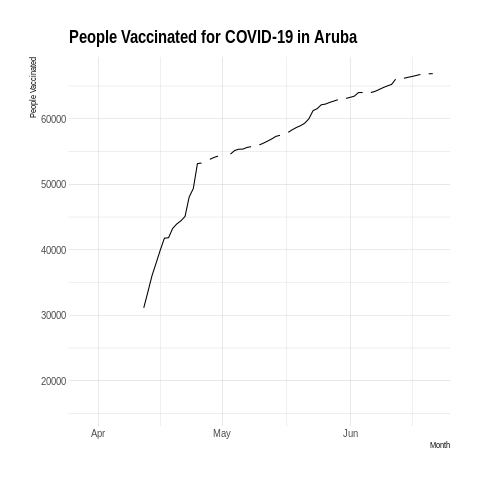 People Vaccinated for COVID-19 in Aruba
People Vaccinated
60000
50000
40000
30000
20000
Apr
May
Jun
Month